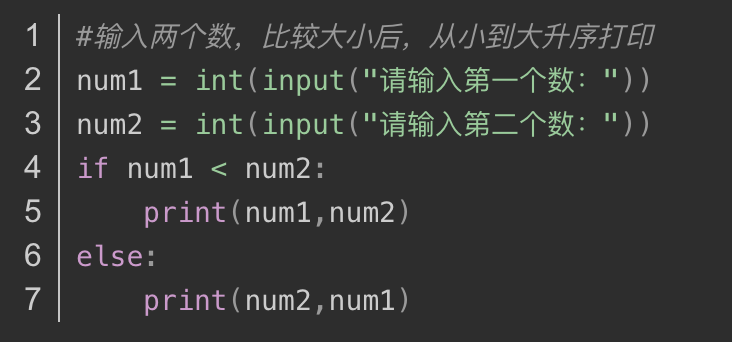 1 #输入两个数，比较大小后，从小到大升序打印
2 num1 = int(input("请输入第一个数："))
3 num2 = int(input("请输入第二个数："))
4 if num1 < num2:
5     print(num1,num2)
6 else:
7     print(num2,num1)